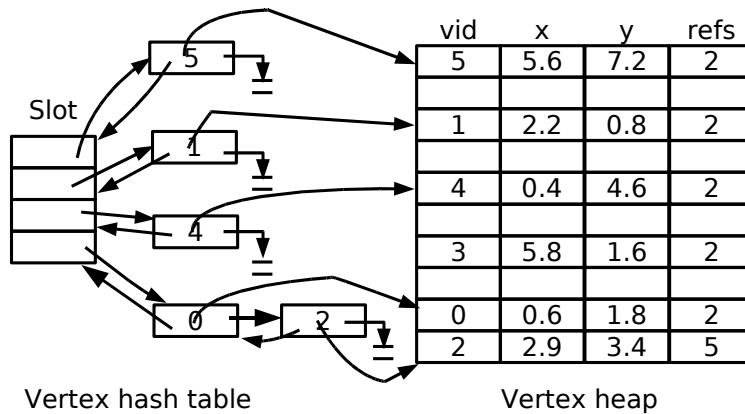 vid x y refs
5 5 5.6 7.2 2
Slot
1 1 2.2 0.8 2
4 0.4 4.6 2
4
3 5.8 1.6 2
0 2 0 0.6 1.8 2
2 2.9 3.4 5
Vertex hash table Vertex heap